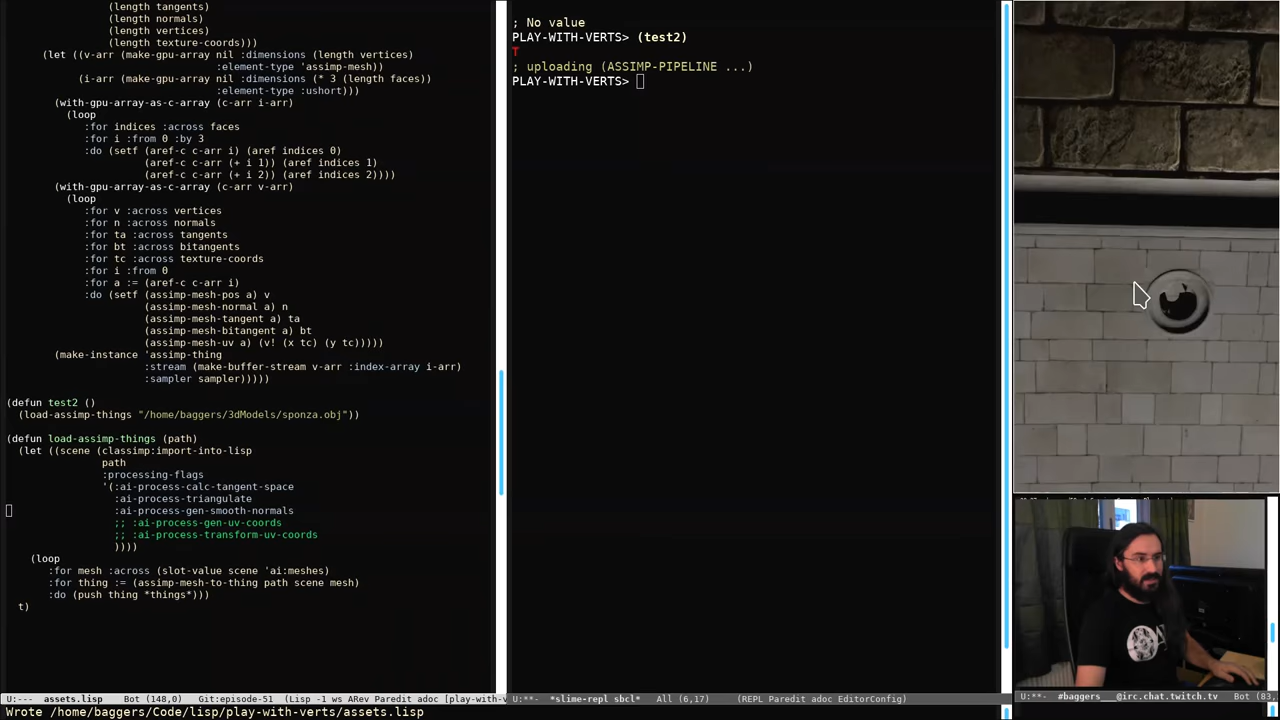 (length tangents)
(length normals)
(length vertices)
(length texture-coords)))
(let ((v-arr (make-gpu-array nil :dimensions (length vertices)
:element-type 'assimp-mesh))
(i-arr (make-gpu-array nil :dimensions (* 3 (length faces))
:element-type :ushort)))
(with-gpu-array-as-c-array (c-arr i-arr)
(loop
:for indices :across faces
:for i :from 0 :by 3
:do (setf (aref-c c-arr i) (aref indices 0)
(aref-c c-arr (+ i 1)) (aref indices 1)
(aref-c c-arr (+ i 2)) (aref indices 2))))
(with-gpu-array-as-c-array (c-arr v-arr)
(loop
:for v :across vertices
:for n :across normals
:for ta :across tangents
:for bt :across bitangents
:for tc :across texture-coords
:for i :from 0
:for a := (aref-c c-arr i)
:do (setf (assimp-mesh-pos a) v
(assimp-mesh-normal a) n
(assimp-mesh-tangent a) ta
(assimp-mesh-bitangent a) bt
(assimp-mesh-uv a) (v! (x tc) (y tc)))))
(make-instance 'assimp-thing
:stream (make-buffer-stream v-arr :index-array i-arr)
:sampler sampler)))))
(defun test2 ()
(load-assimp-things "/home/baggers/3dModels/sponza.obj"))
(defun load-assimp-things (path)
(let ((scene (classimp:import-into-lisp
path
:processing-flags
'(:ai-process-calc-tangent-space
:ai-process-triangulate
:ai-process-gen-smooth-normals
;; :ai-process-gen-uv-coords
;; :ai-process-transform-uv-coords
))))
(loop
:for mesh :across (slot-value scene 'ai:meshes)
:for thing := (assimp-mesh-to-thing path scene mesh)
:do (push thing *things*)))
t)
U:--- assets.lisp Bot (148,0) Git:episode-51 (Lisp -1 ws ARev Paredit adoc [play-with-v
Wrote /home/baggers/Code/lisp/play-with-verts/assets.lisp
; No value
PLAY-WITH-VERTS> (test2)
T
; uploading (ASSIMP-PIPELINE ...)
PLAY-WITH-VERTS>
U:**- *slime-repl sbcl* All (6,17) (REPL Paredit adoc EditorConfig)
U:**- #baggers___@irc.chat.twitch.tv Bot (83,